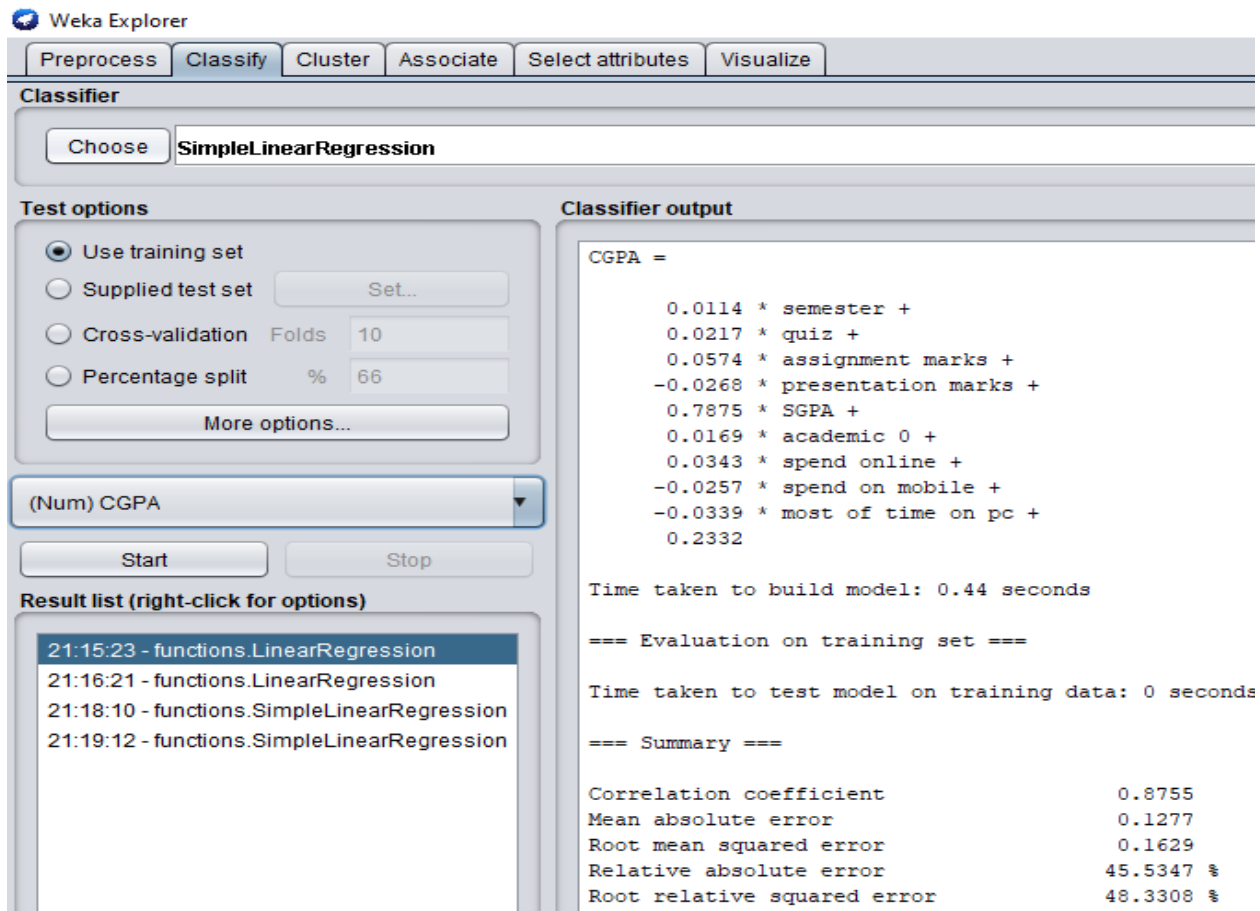 Weka Explorer
Preprocess Classify Cluster Associate Select attributes Visualize
Classifier
Choose SimpleLinearRegression
Test options
Use training set
Supplied test set Set...
Cross-validation Folds 10
Percentage split % 66
More options...
(Num) CGPA
Start Stop
Result list (right-click for options)
21:15:23 - functions.LinearRegression
21:16:21 - functions.LinearRegression
21:18:10 - functions.SimpleLinearRegression
21:19:12 - functions.SimpleLinearRegression
Classifier output
CGPA =
0.0114 * semester +
0.0217 * quiz +
0.0574 * assignment marks +
-0.0268 * presentation marks +
0.7875 * SGPA +
0.0169 * academic 0 +
0.0343 * spend online +
-0.0257 * spend on mobile +
-0.0339 * most of time on pc +
0.2332
Time taken to build model: 0.44 seconds
=== Evaluation on training set ===
Time taken to test model on training data: 0 seconds
=== Summary ===
Correlation coefficient 0.8755
Mean absolute error 0.1277
Root mean squared error 0.1629
Relative absolute error 45.5347 %
Root relative squared error 48.3308 %